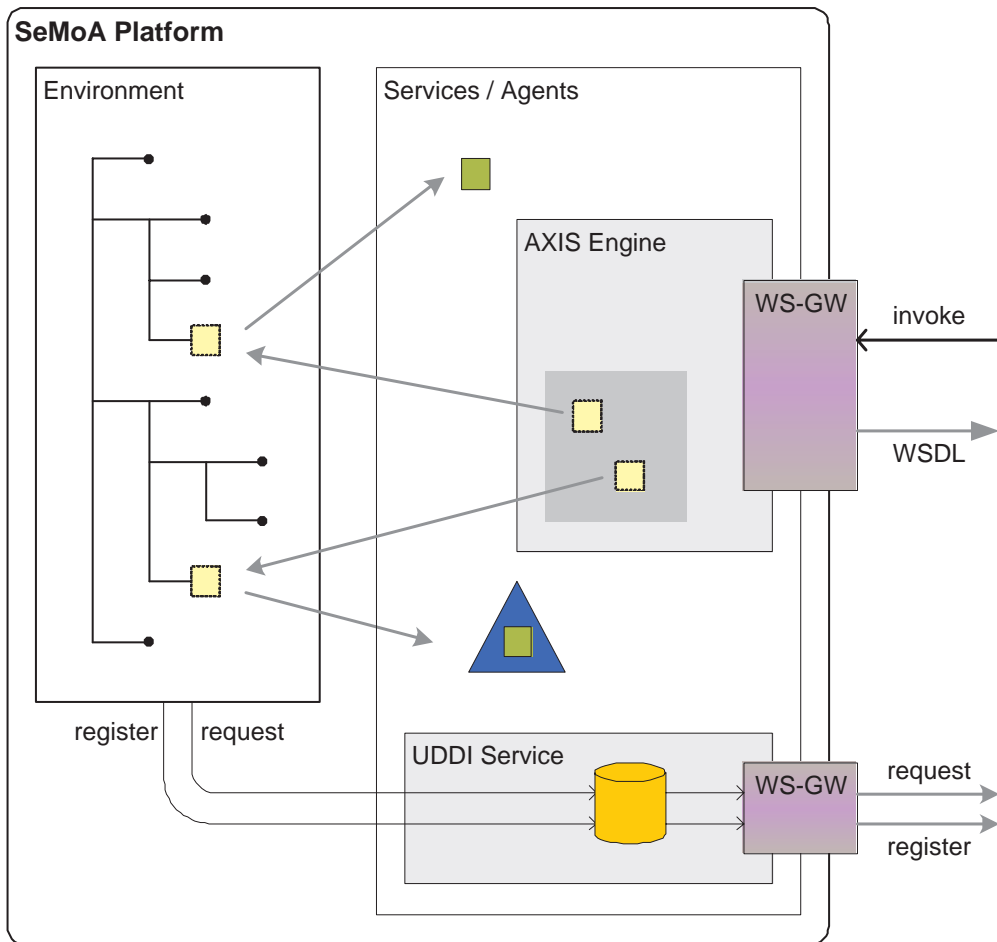 SeMoA Platform
Environment
Services / Agents
AXIS Engine
WS-GW
invoke
WSDL
register
request
UDDI Service
WS-GW
request
register